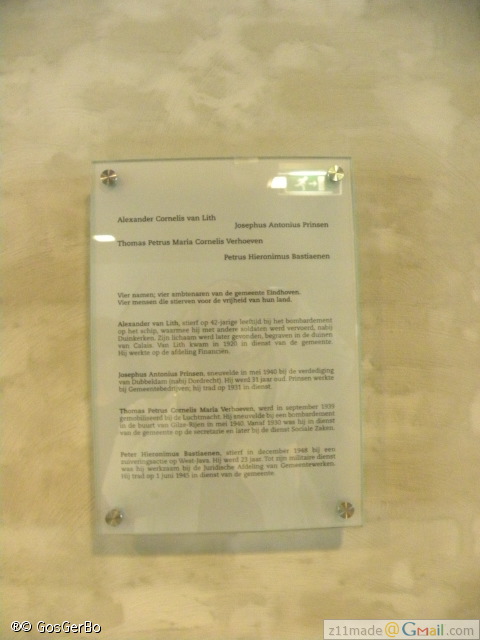 Alexander Cornelis van Lith
Josephus Antonius Prinsen
Thomas Petrus Maria Cornelis Verhoeven
Petrus Hieronimus Bastiaenen
Vier namen; vier ambtenaren van de gemeente Eindhoven.
Vier mensen die stierven voor de vrijheid van hun land.
Alexander van Lith, stierf op 42-jarige leeftijd bij het bombardement
op het schip, waarmee hij met andere soldaten werd vervoerd, nabij
Duinkerken. Zijn lichaam werd later gevonden, begraven in de duinen
van Calais. Van Lith kwam in 1920 in dienst van de gemeente.
Hij werkte op de afdeling Financiën.
Josephus Antonius Prinsen, sneuvelde in mei 1940 bij de verdediging
van Dubbeldam (nabij Dordrecht). Hij werd 31 jaar oud. Prinsen werkte
bij Gemeentebedrijven; hij trad op 1931 in dienst.
Thomas Petrus Cornelis Maria Verhoeven, werd in september 1939
gemobiliseerd bij de Luchtmacht. Hij sneuvelde bij een bombardement
in de buurt van Gilze-Rijen in mei 1940. Vanaf 1930 was hij in dienst
van de gemeente op de secretarie en later bij de dienst Sociale Zaken.
Peter Hieronimus Bastiaenen, stierf in december 1948 bij een
zuiveringsactie op West-Java. Hij werd 23 jaar. Tot zijn militaire dienst
was hij werkzaam bij de Juridische Afdeling van Gemeentewerken.
Hij trad op 1 juni 1945 in dienst van de gemeente.
®© GosGerBo
z11made@Gmail.com